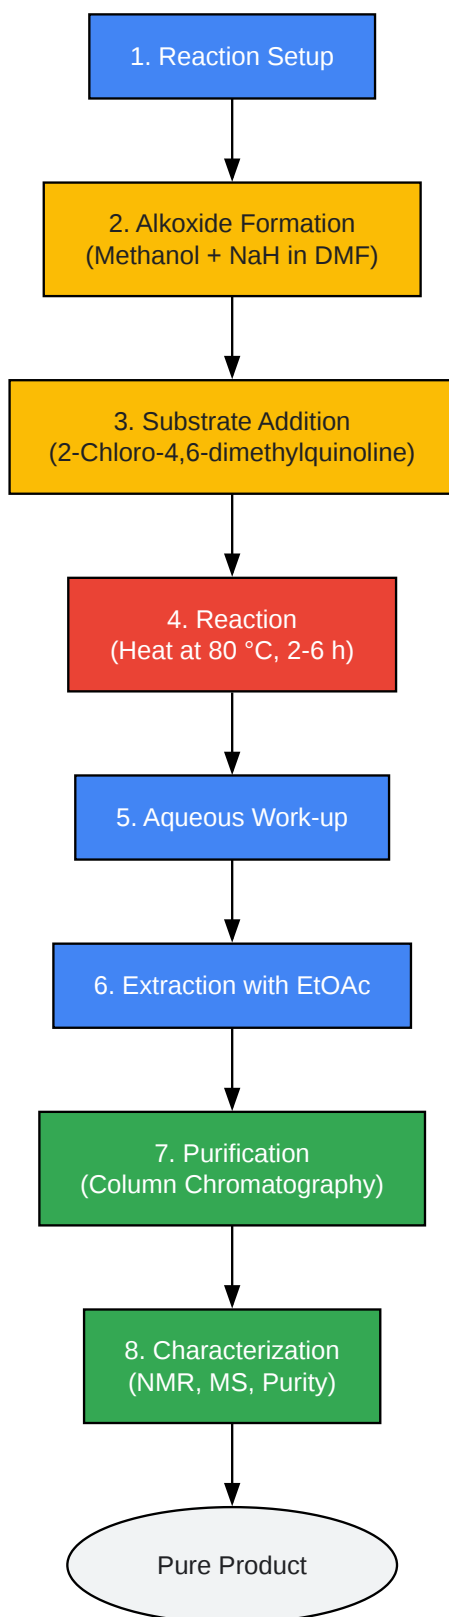 1. Reaction Setup
2. Alkoxide Formation
(Methanol + NaH in DMF)
3. Substrate Addition
(2-Chloro-4,6-dimethylquinoline)
4. Reaction
(Heat at 80 °C, 2-6 h)
5. Aqueous Work-up
6. Extraction with EtOAc
7. Purification
(Column Chromatography)
8. Characterization
(NMR, MS, Purity)
Pure Product